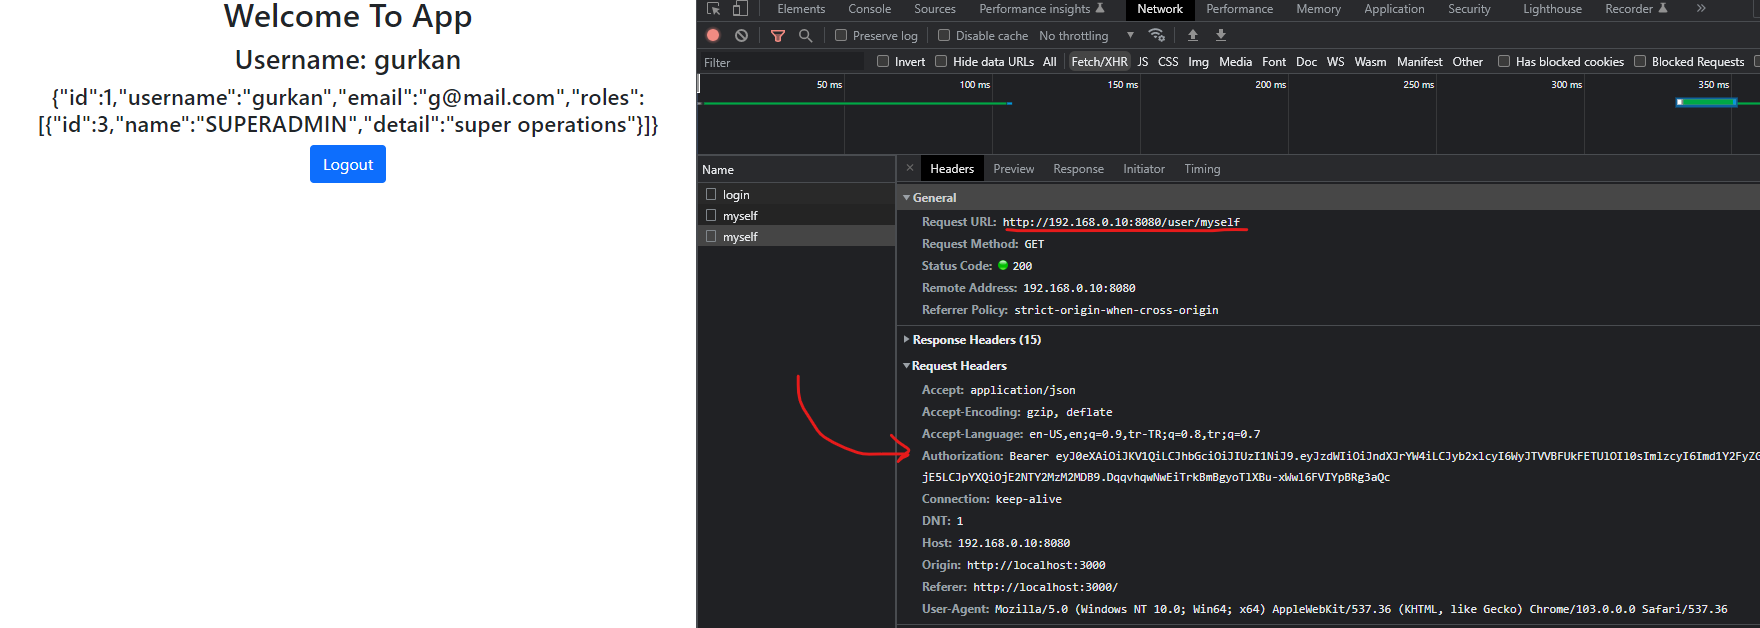 Welcome To App
Username: gurkan
{"id":1,"username":"gurkan","email":"g@mail.com","roles":
[{"id":3,"name":"SUPERADMIN","detail":"super operations"}]}
Logout
Elements Console Sources Performance insights Network Performance Memory Application Security Lighthouse Recorder »
Preserve log Disable cache No throttling
Filter Invert Hide data URLs All Fetch/XHR JS CSS Img Media Font Doc WS Wasm Manifest Other Has blocked cookies Blocked Requests
50 ms 100 ms 150 ms 200 ms 250 ms 300 ms 350 ms
Name
login
myself
myself
× Headers Preview Response Initiator Timing
General
Request URL: http://192.168.0.10:8080/user/myself
Request Method: GET
Status Code: 200
Remote Address: 192.168.0.10:8080
Referrer Policy: strict-origin-when-cross-origin
Response Headers (15)
Request Headers
Accept: application/json
Accept-Encoding: gzip, deflate
Accept-Language: en-US,en;q=0.9,tr-TR;q=0.8,tr;q=0.7
Authorization: Bearer
Connection: keep-alive
DNT: 1
Host: 192.168.0.10:8080
Origin: http://localhost:3000
Referer: http://localhost:3000/
User-Agent: Mozilla/5.0 (Windows NT 10.0; Win64; x64) AppleWebKit/537.36 (KHTML, like Gecko) Chrome/103.0.0.0 Safari/537.36